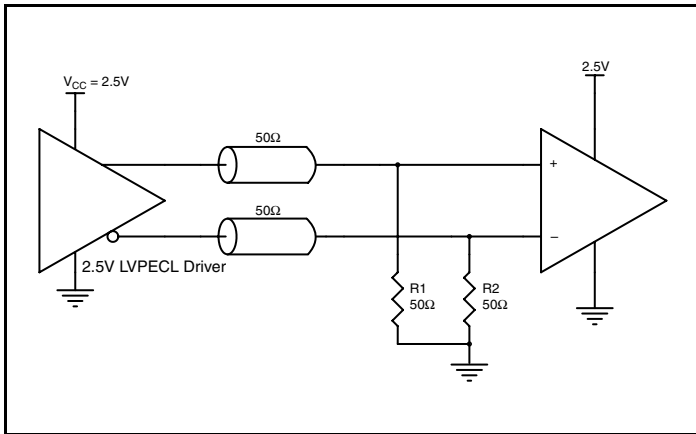 V_CC = 2.5V
2.5V
50Ω
50Ω
+
–
2.5V LVPECL Driver
R1
50Ω
R2
50Ω